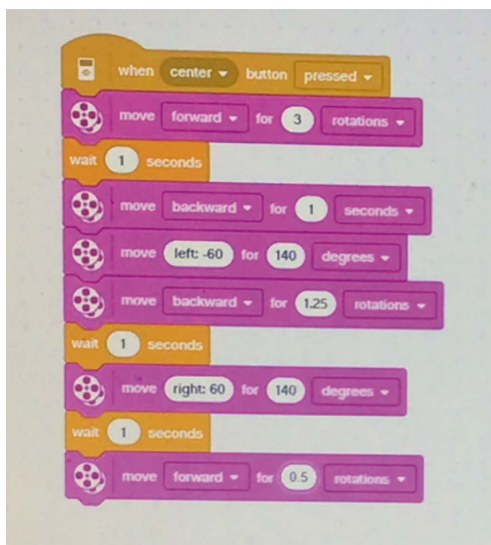 when center button pressed
move forward for 3 rotations
wait 1 seconds
move backward for 1 seconds
move left: -60 for 140 degrees
move backward for 1.25 rotations
wait 1 seconds
move right: 60 for 140 degrees
wait 1 seconds
move forward for 0.5 rotations